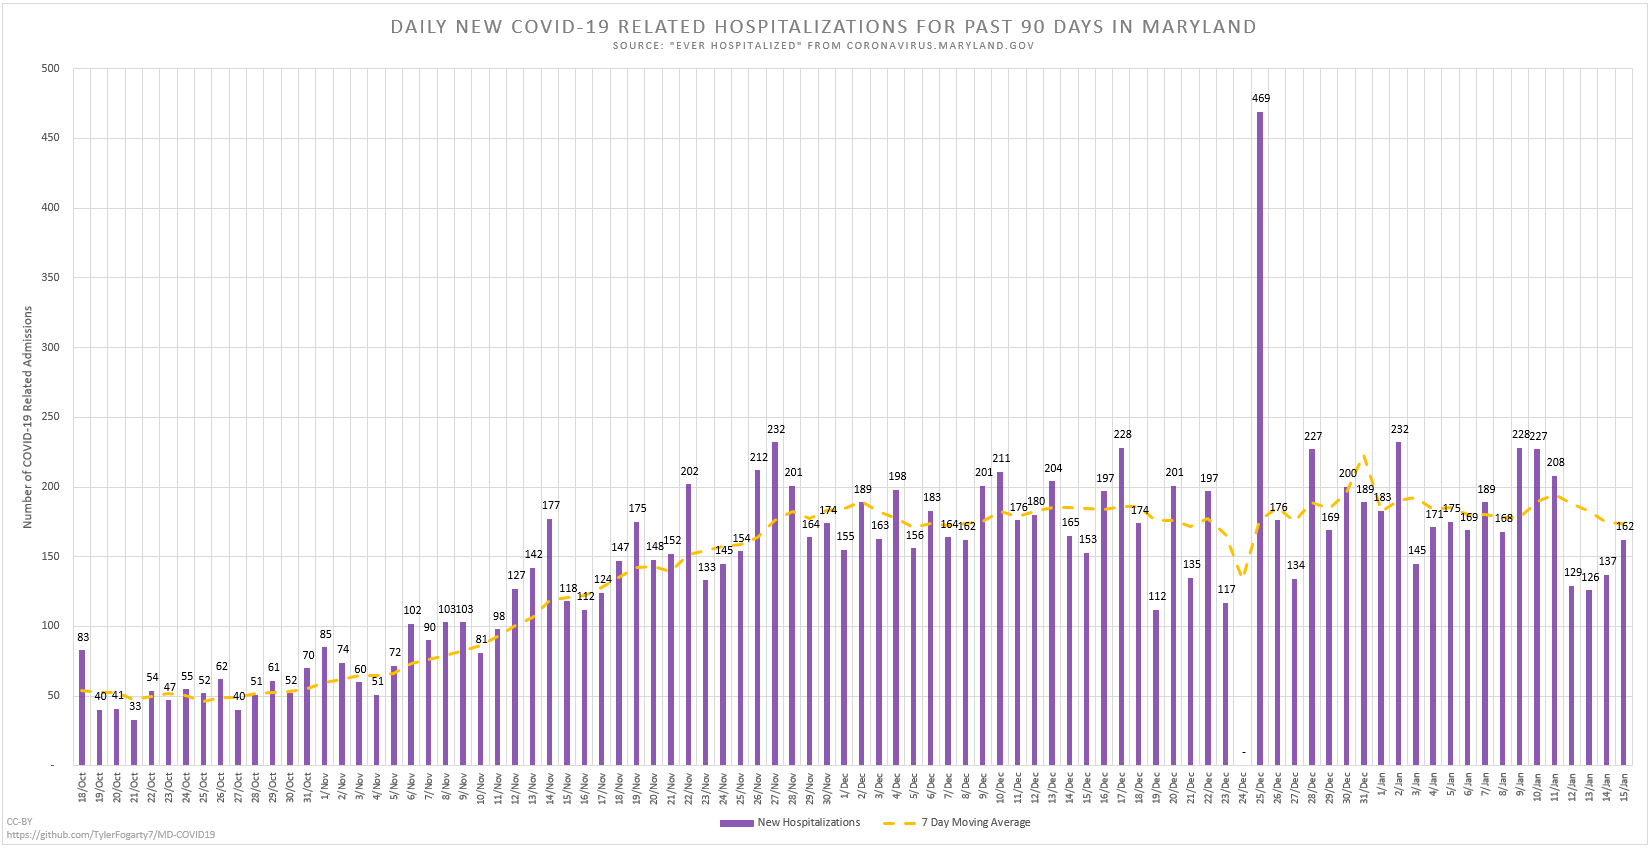 DAILY NEW COVID-19 RELATED HOSPITALIZATIONS FOR PAST 90 DAYS IN MARYLAND
SOURCE: "EVER HOSPITALIZED" FROM CORONAVIRUS.MARYLAND.GOV
Number of COVID-19 Related Admissions
500
450
400
350
300
250
200
150
100
50
-
83 40 41 33 54 47 55 52 62 40 51 61 52 70 85 74 60 51 72 102 90 103 103 81 98 127 142 177 118 112 124 147 175 148 152 202 133 145 154 212 232 201 164 174 155 189 163 198 156 183 164 162 201 211 176 180 204 165 153 197 228 174 112 201 135 197 117 - 469 176 134 227 169 200 189 183 232 145 171 175 169 189 168 228 227 208 129 126 137 162
18/Oct 19/Oct 20/Oct 21/Oct 22/Oct 23/Oct 24/Oct 25/Oct 26/Oct 27/Oct 28/Oct 29/Oct 30/Oct 31/Oct 1/Nov 2/Nov 3/Nov 4/Nov 5/Nov 6/Nov 7/Nov 8/Nov 9/Nov 10/Nov 11/Nov 12/Nov 13/Nov 14/Nov 15/Nov 16/Nov 17/Nov 18/Nov 19/Nov 20/Nov 21/Nov 22/Nov 23/Nov 24/Nov 25/Nov 26/Nov 27/Nov 28/Nov 29/Nov 30/Nov 1/Dec 2/Dec 3/Dec 4/Dec 5/Dec 6/Dec 7/Dec 8/Dec 9/Dec 10/Dec 11/Dec 12/Dec 13/Dec 14/Dec 15/Dec 16/Dec 17/Dec 18/Dec 19/Dec 20/Dec 21/Dec 22/Dec 23/Dec 24/Dec 25/Dec 26/Dec 27/Dec 28/Dec 29/Dec 30/Dec 31/Dec 1/Jan 2/Jan 3/Jan 4/Jan 5/Jan 6/Jan 7/Jan 8/Jan 9/Jan 10/Jan 11/Jan 12/Jan 13/Jan 14/Jan 15/Jan
New Hospitalizations 7 Day Moving Average
CC-BY
https://github.com/TylerFogarty7/MD-COVID19